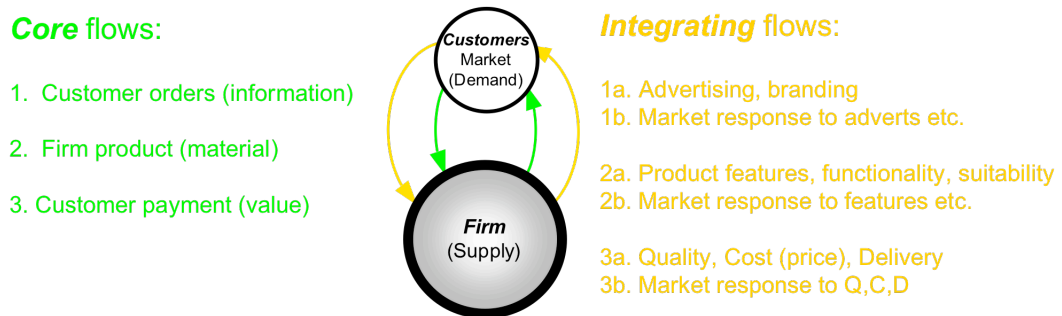 Core flows:
1. Customer orders (information)
2. Firm product (material)
3. Customer payment (value)
Customers
Market
(Demand)
Firm
(Supply)
Integrating flows:
1a. Advertising, branding
1b. Market response to adverts etc.
2a. Product features, functionality, suitability
2b. Market response to features etc.
3a. Quality, Cost (price), Delivery
3b. Market response to Q,C,D